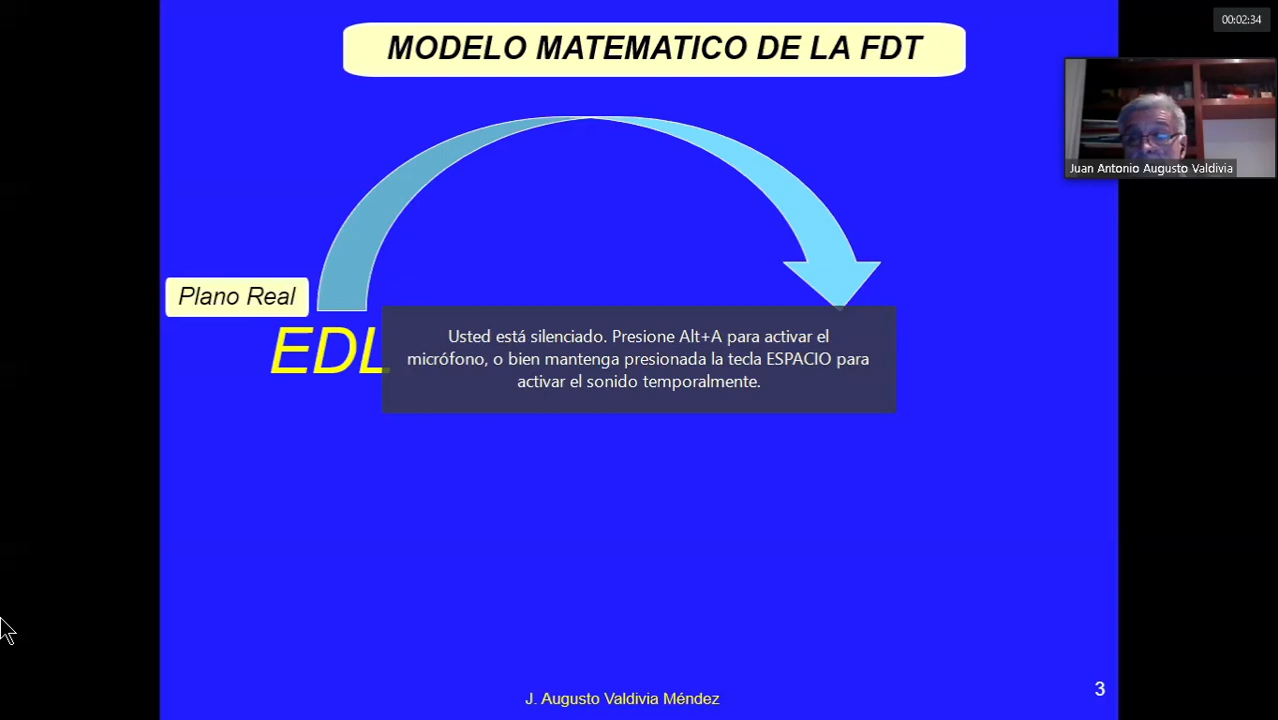 00:02:34
MODELO MATEMATICO DE LA FDT
Juan Antonio Augusto Valdivia
Plano Real
EDL
Usted está silenciado. Presione Alt+A para activar el
micrófono, o bien mantenga presionada la tecla ESPACIO para
activar el sonido temporalmente.
J. Augusto Valdivia Méndez
3